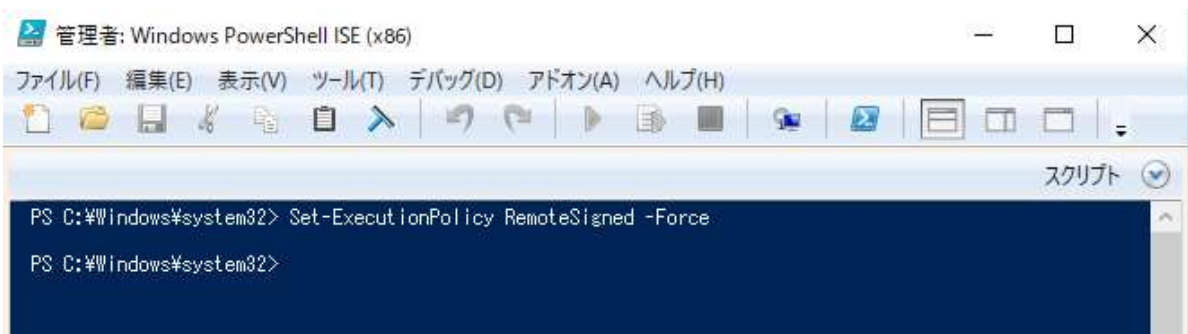 管理者: Windows PowerShell ISE (x86)
ファイル(F) 編集(E) 表示(V) ツール(T) デバッグ(D) アドオン(A) ヘルプ(H)
スクリプト
PS C:¥Windows¥system32> Set-ExecutionPolicy RemoteSigned -Force
PS C:¥Windows¥system32>